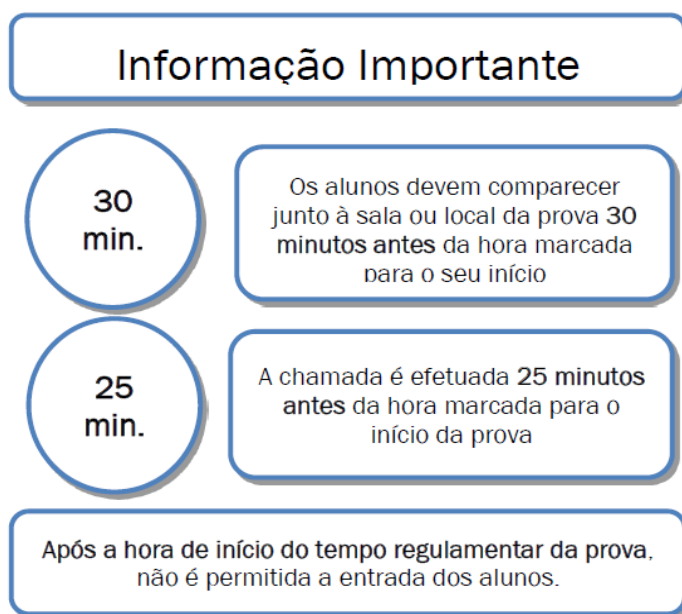 Informação Importante
30
min.
Os alunos devem comparecer
junto à sala ou local da prova 30
minutos antes da hora marcada
para o seu início
25
min.
A chamada é efetuada 25 minutos
antes da hora marcada para o
início da prova
Após a hora de início do tempo regulamentar da prova,
não é permitida a entrada dos alunos.